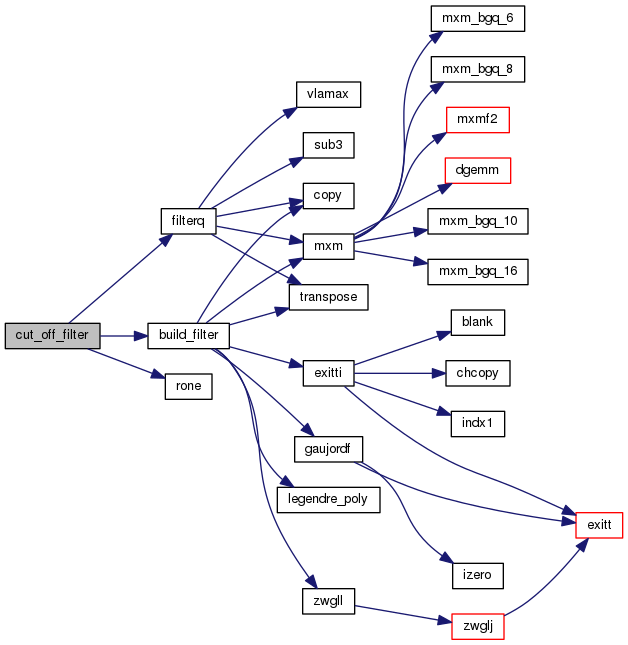 mxm_bgq_6
mxm_bgq_8
vlamax
mxmf2
sub3
dgemm
copy
filterq
mxm_bgq_10
mxm
mxm_bgq_16
transpose
blank
cut_off_filter
build_filter
exitti
chcopy
rone
indx1
gaujordf
legendre_poly
exitt
izero
zwgll
zwglj